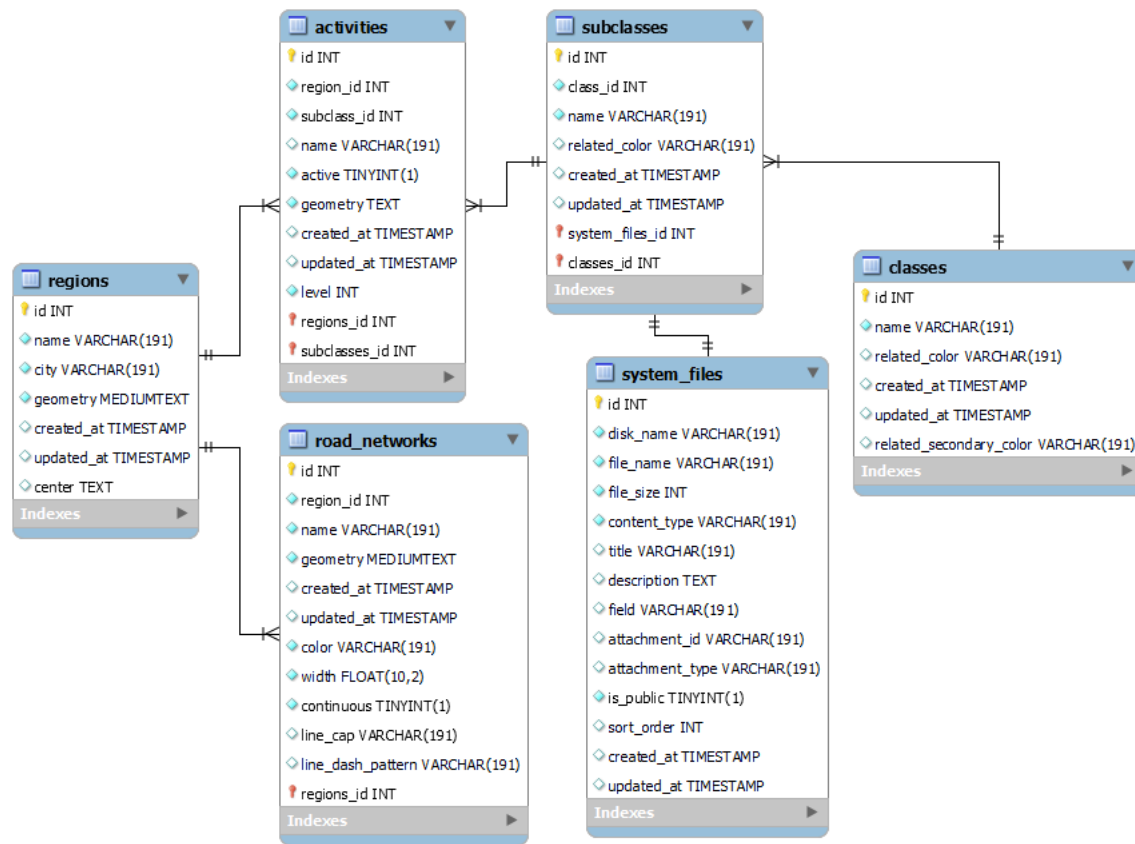 activities
id INT
region_id INT
subclass_id INT
name VARCHAR(191)
active TINYINT(1)
geometry TEXT
created_at TIMESTAMP
updated_at TIMESTAMP
level INT
regions_id INT
subclasses_id INT
Indexes
subclasses
id INT
class_id INT
name VARCHAR(191)
related_color VARCHAR(191)
created_at TIMESTAMP
updated_at TIMESTAMP
system_files_id INT
classes_id INT
Indexes
regions
id INT
name VARCHAR(191)
city VARCHAR(191)
geometry MEDIUMTEXT
created_at TIMESTAMP
updated_at TIMESTAMP
center TEXT
Indexes
classes
id INT
name VARCHAR(191)
related_color VARCHAR(191)
created_at TIMESTAMP
updated_at TIMESTAMP
related_secondary_color VARCHAR(191)
Indexes
road_networks
id INT
region_id INT
name VARCHAR(191)
geometry MEDIUMTEXT
created_at TIMESTAMP
updated_at TIMESTAMP
color VARCHAR(191)
width FLOAT(10,2)
continuous TINYINT(1)
line_cap VARCHAR(191)
line_dash_pattern VARCHAR(191)
regions_id INT
Indexes
system_files
id INT
disk_name VARCHAR(191)
file_name VARCHAR(191)
file_size INT
content_type VARCHAR(191)
title VARCHAR(191)
description TEXT
field VARCHAR(191)
attachment_id VARCHAR(191)
attachment_type VARCHAR(191)
is_public TINYINT(1)
sort_order INT
created_at TIMESTAMP
updated_at TIMESTAMP
Indexes